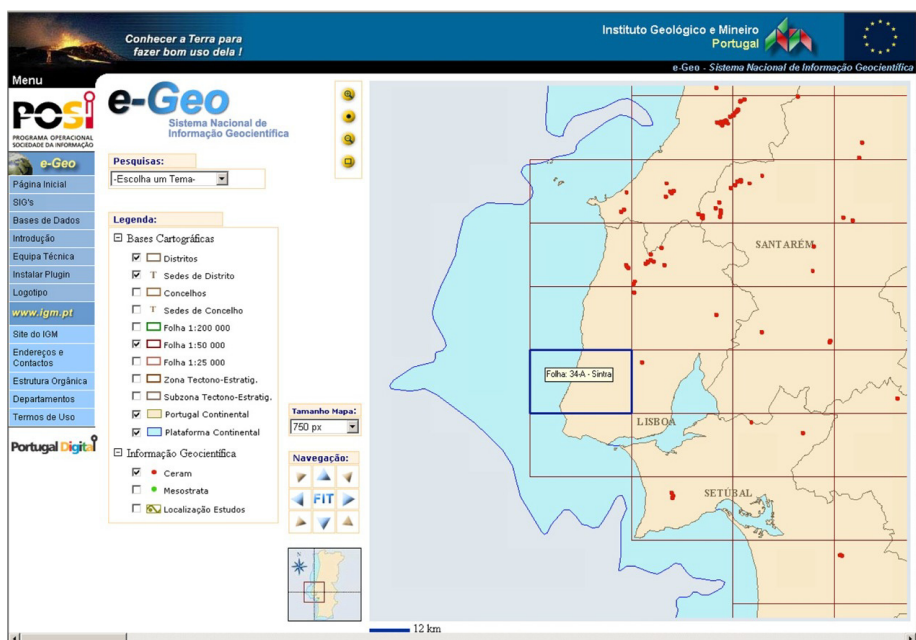 Conhecer a Terra para
fazer bom uso dela !
Instituto Geológico e Mineiro
Portugal
e-Geo - Sistema Nacional de Informação Geocientífica
Menu
POSI
PROGRAMA OPERACIONAL
SOCIEDADE DA INFORMAÇÃO
e-Geo
Página Inicial
SIG's
Bases de Dados
Introdução
Equipa Técnica
Instalar Plugin
Logotipo
www.igm.pt
Site do IGM
Endereços e
Contactos
Estrutura Orgânica
Departamentos
Termos de Uso
Portugal Digital
e-Geo
Sistema Nacional de
Informação Geocientífica
Pesquisas:
-Escolha um Tema-
Legenda:
Bases Cartográficas
Distritos
T Sedes de Distrito
Concelhos
T Sedes de Concelho
Folha 1:200 000
Folha 1:50 000
Folha 1:25 000
Zona Tectono-Estratig.
Subzona Tectono-Estratig.
Portugal Continental
Plataforma Continental
Informação Geocientífica
Ceram
Mesostrata
Localização Estudos
Tamanho Mapa:
750 px
Navegação:
FIT
N
SANTARÉM
Folha: 34-A - Sintra
LISBOA
SETÚBAL
12 km